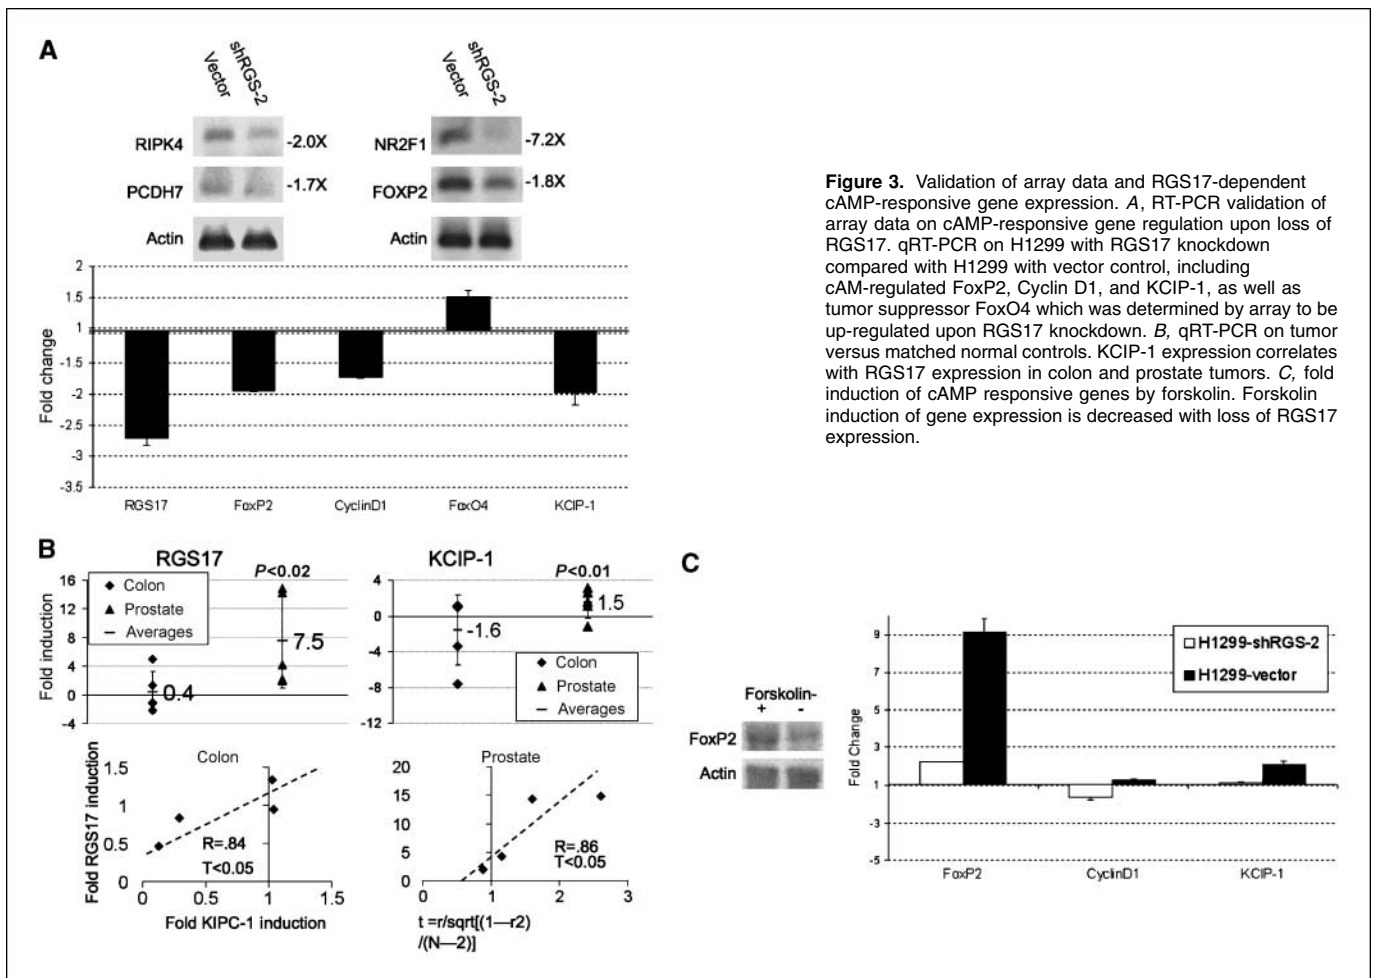 A
Vector
shRGS-2
Vector
shRGS-2
RIPK4
-2.0X
NR2F1
-7.2X
PCDH7
-1.7X
FOXP2
-1.8X
Actin
Actin
2
1.5
1
-1.5
-2
-2.5
-3
-3.5
Fold change
RGS17
FoxP2
CyclinD1
FoxO4
KCIP-1
Figure 3. Validation of array data and RGS17-dependent
cAMP-responsive gene expression. A, RT-PCR validation of
array data on cAMP-responsive gene regulation upon loss of
RGS17. qRT-PCR on H1299 with RGS17 knockdown
compared with H1299 with vector control, including
cAM-regulated FoxP2, Cyclin D1, and KCIP-1, as well as
tumor suppressor FoxO4 which was determined by array to be
up-regulated upon RGS17 knockdown. B, qRT-PCR on tumor
versus matched normal controls. KCIP-1 expression correlates
with RGS17 expression in colon and prostate tumors. C, fold
induction of cAMP responsive genes by forskolin. Forskolin
induction of gene expression is decreased with loss of RGS17
expression.
B
RGS17
P<0.02
16
12
8
4
0
-4
Fold induction
Colon
Prostate
Averages
0.4
7.5
KCIP-1
P<0.01
4
0
-4
-8
-12
-1.6
1.5
Colon
Prostate
Averages
Colon
1.5
1
0.5
0
Fold RGS17 induction
R=.84
T<0.05
0
1
1.5
Fold KIPC-1 induction
Prostate
20
15
10
5
0
R=.86
T<0.05
0
1
2
3
t =r/sqrt[(1—r2)
/(N—2)]
C
Forskolin-
+
-
FoxP2
Actin
9
7
5
3
1
-3
-5
Fold Change
H1299-shRGS-2
H1299-vector
FoxP2
CyclinD1
KCIP-1